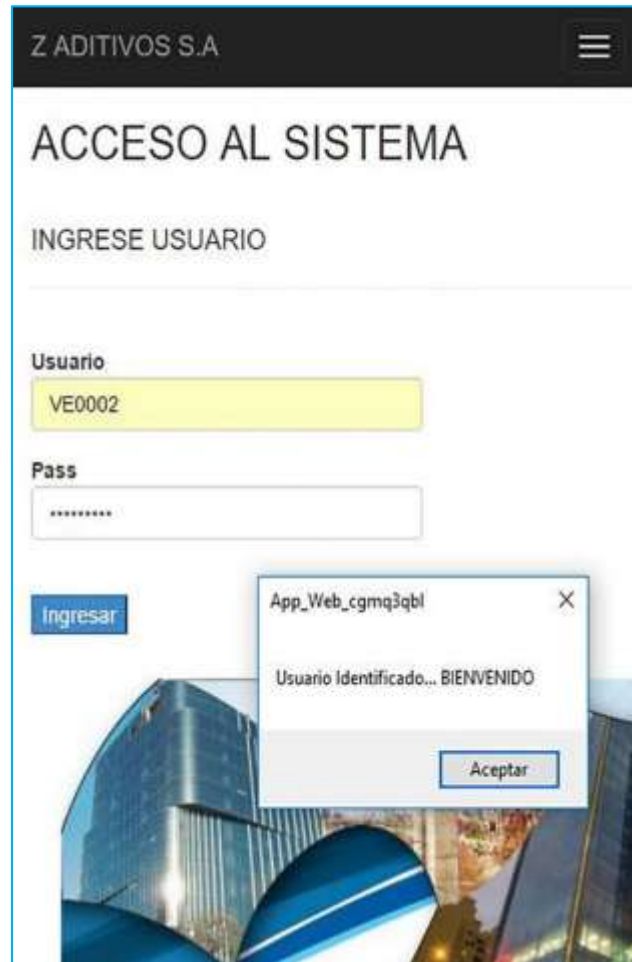 Z ADITIVOS S.A
ACCESO AL SISTEMA
INGRESE USUARIO
Usuario
VE0002
Pass
•••••••••
Ingresar
App_Web_cgmq3qbl
Usuario Identificado... BIENVENIDO
Aceptar